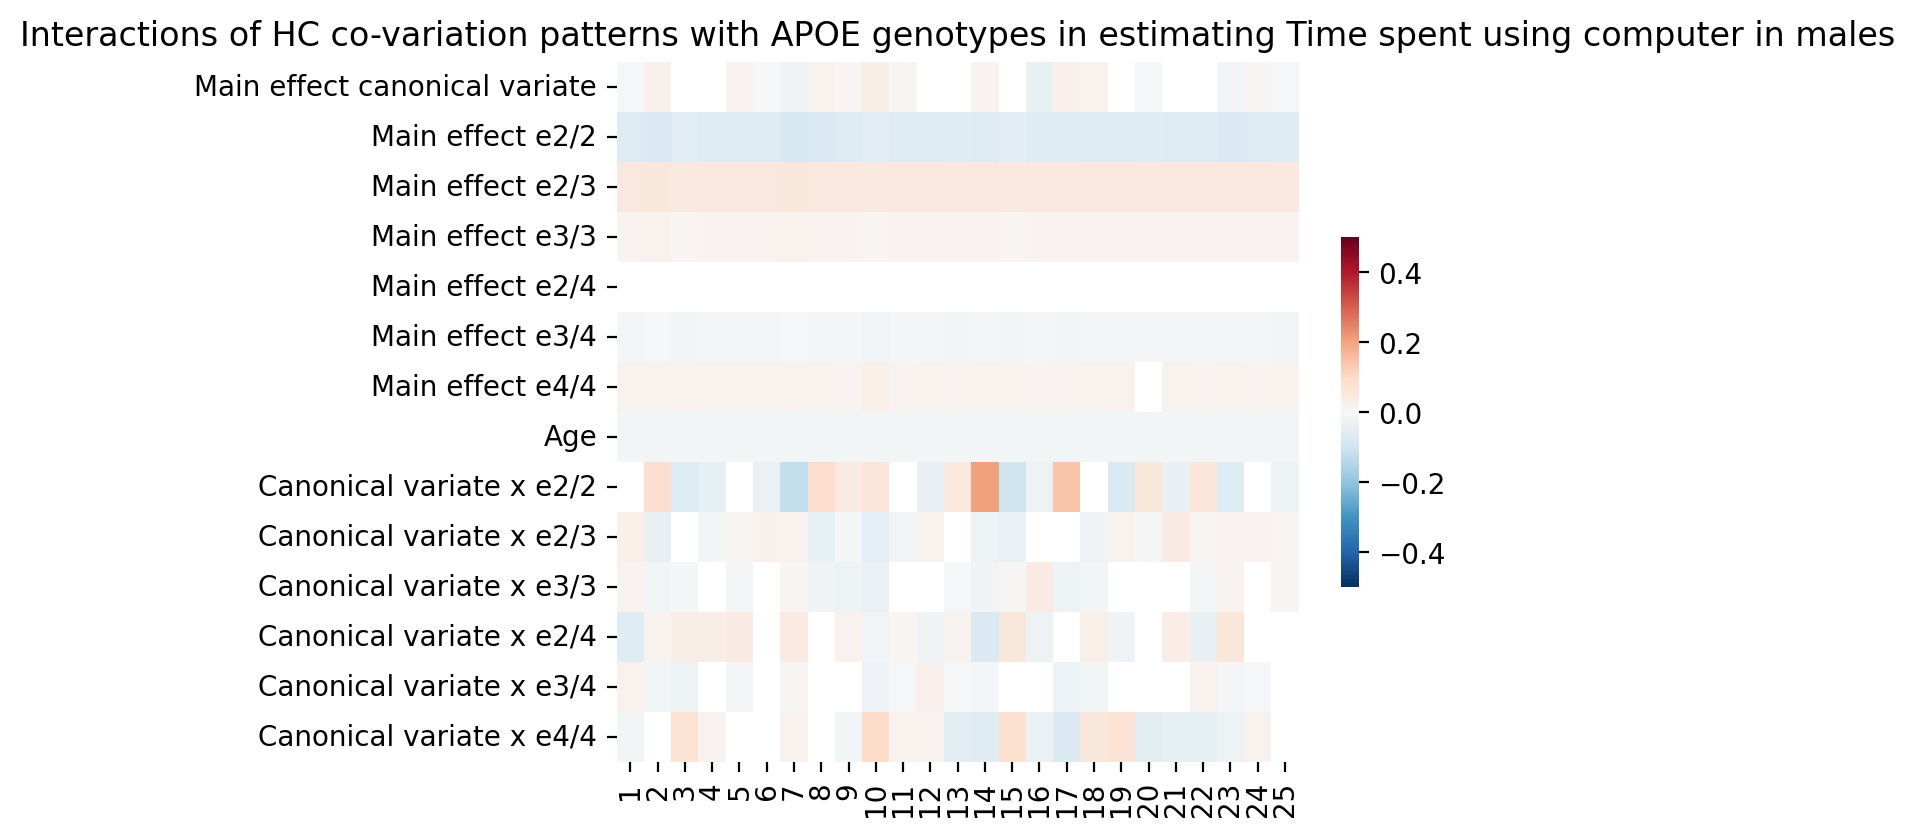 Interactions of HC co-variation patterns with APOE genotypes in estimating Time spent using computer in males
Main effect canonical variate
Main effect e2/2
Main effect e2/3
Main effect e3/3
Main effect e2/4
Main effect e3/4
Main effect e4/4
Age
Canonical variate x e2/2
Canonical variate x e2/3
Canonical variate x e3/3
Canonical variate x e2/4
Canonical variate x e3/4
Canonical variate x e4/4
1 2 3 4 5 6 7 8 9 10 11 12 13 14 15 16 17 18 19 20 21 22 23 24 25
0.4
0.2
0.0
−0.2
−0.4